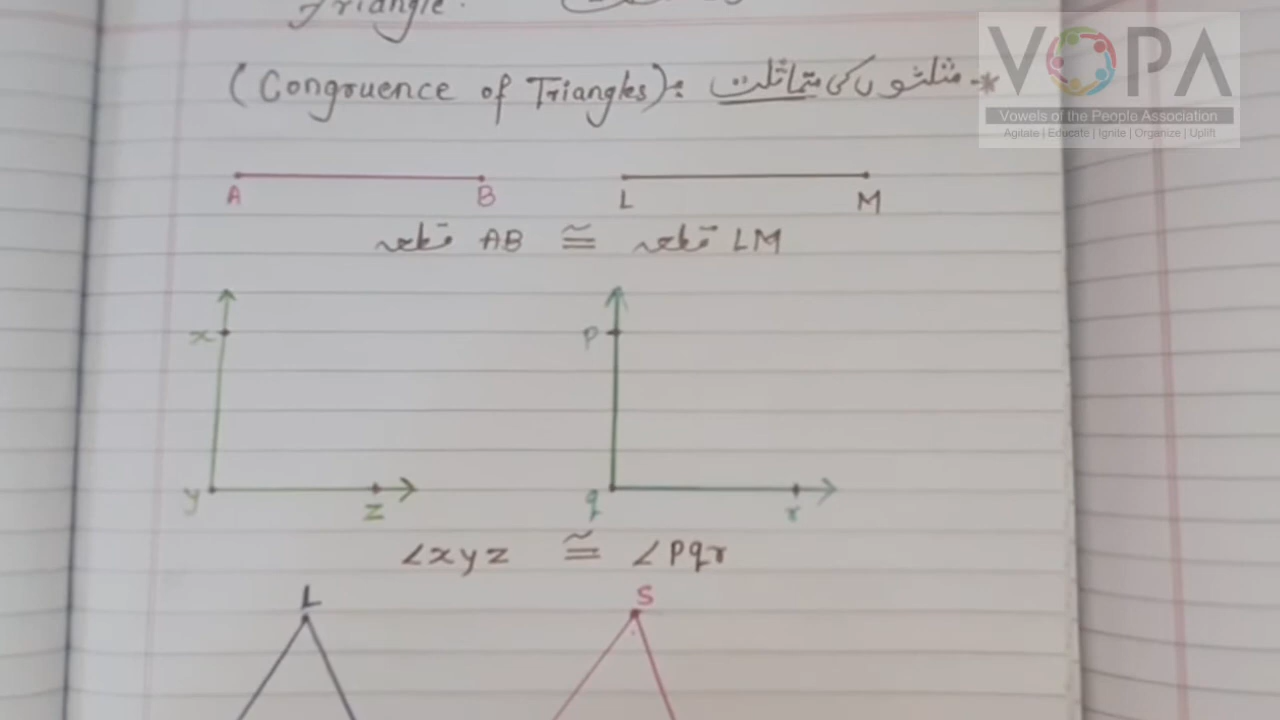 Triangle.
*- مثلثوں کی متماثلت :(Congruence of Triangles)
VOPA
Vowels of the People Association
Agitate | Educate | Ignite | Organize | Uplift
A B L M
قطعہ AB ≅ قطعہ LM
x p
y z q r
∠xyz ≅ ∠pqr
L S